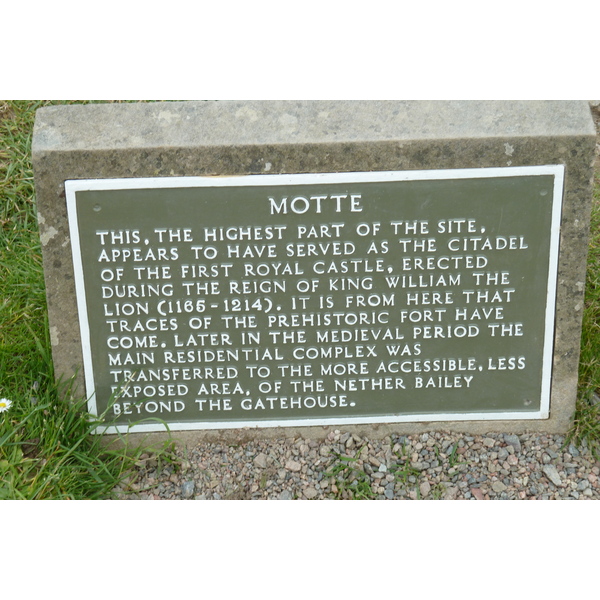 MOTTE
THIS, THE HIGHEST PART OF THE SITE,
APPEARS TO HAVE SERVED AS THE CITADEL
OF THE FIRST ROYAL CASTLE, ERECTED
DURING THE REIGN OF KING WILLIAM THE
LION (1165-1214). IT IS FROM HERE THAT
TRACES OF THE PREHISTORIC FORT HAVE
COME. LATER IN THE MEDIEVAL PERIOD THE
MAIN RESIDENTIAL COMPLEX WAS
TRANSFERRED TO THE MORE ACCESSIBLE, LESS
EXPOSED AREA, OF THE NETHER BAILEY
BEYOND THE GATEHOUSE.